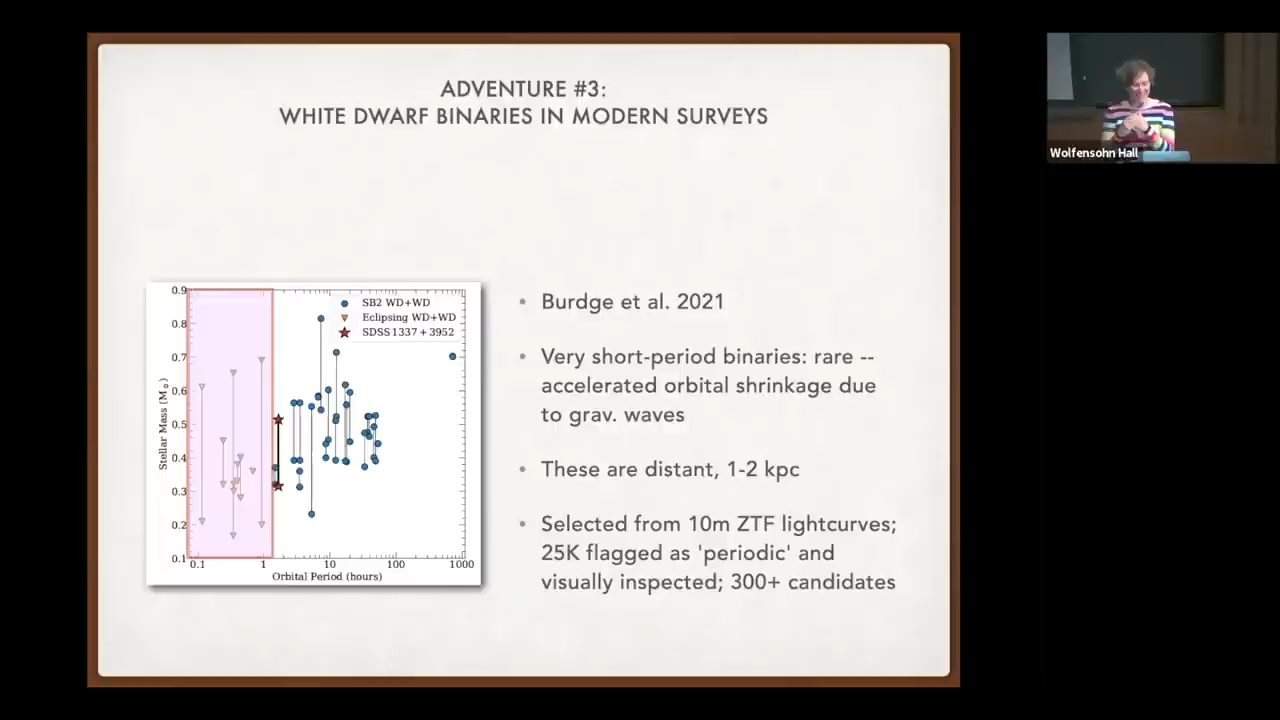 ADVENTURE #3:
WHITE DWARF BINARIES IN MODERN SURVEYS
Wolfensohn Hall
0.9
0.8
0.7
0.6
0.5
0.4
0.3
0.2
0.1
Stellar Mass (M⊙)
SB2 WD+WD
Eclipsing WD+WD
SDSS 1337+3952
0.1 1 10 100 1000
Orbital Period (hours)
• Burdge et al. 2021
• Very short-period binaries: rare --
accelerated orbital shrinkage due
to grav. waves
• These are distant, 1-2 kpc
• Selected from 10m ZTF lightcurves;
25K flagged as 'periodic' and
visually inspected; 300+ candidates